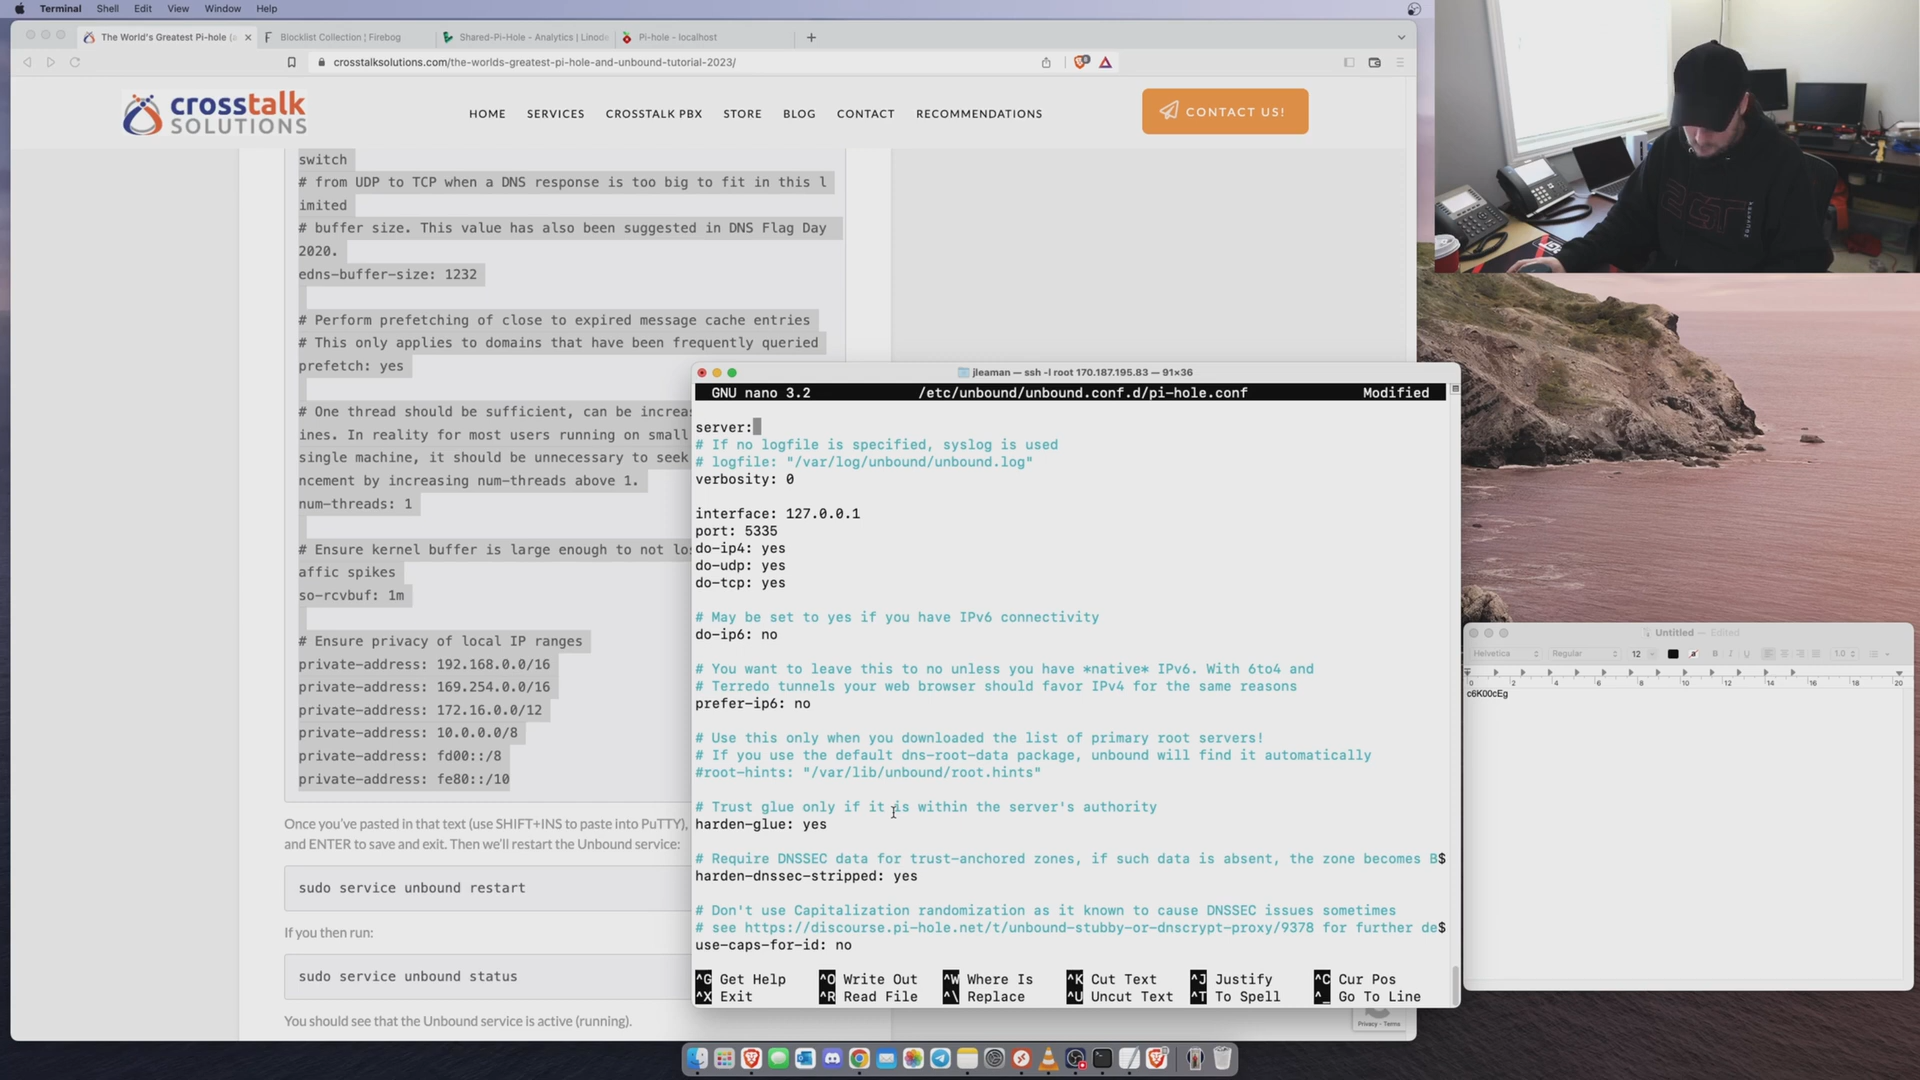 Terminal Shell Edit View Window Help
The World's Greatest Pi-hole (a
Blocklist Collection | Firebog
Shared-Pi-Hole - Analytics | Linode
Pi-hole - localhost
crosstalksolutions.com/the-worlds-greatest-pi-hole-and-unbound-tutorial-2023/
crosstalk
SOLUTIONS
HOME SERVICES CROSSTALK PBX STORE BLOG CONTACT RECOMMENDATIONS
CONTACT US!
switch
# from UDP to TCP when a DNS response is too big to fit in this l
imited
# buffer size. This value has also been suggested in DNS Flag Day
2020.
edns-buffer-size: 1232
# Perform prefetching of close to expired message cache entries
# This only applies to domains that have been frequently queried
prefetch: yes
# One thread should be sufficient, can be increas
ines. In reality for most users running on small
single machine, it should be unnecessary to seek
ncement by increasing num-threads above 1.
num-threads: 1
# Ensure kernel buffer is large enough to not lo
affic spikes
so-rcvbuf: 1m
# Ensure privacy of local IP ranges
private-address: 192.168.0.0/16
private-address: 169.254.0.0/16
private-address: 172.16.0.0/12
private-address: 10.0.0.0/8
private-address: fd00::/8
private-address: fe80::/10
Once you've pasted in that text (use SHIFT+INS to paste into PuTTY),
and ENTER to save and exit. Then we'll restart the Unbound service:
sudo service unbound restart
If you then run:
sudo service unbound status
You should see that the Unbound service is active (running).
jleaman — ssh -l root 170.187.195.83 — 91×36
GNU nano 3.2 /etc/unbound/unbound.conf.d/pi-hole.conf Modified
server:
# If no logfile is specified, syslog is used
# logfile: "/var/log/unbound/unbound.log"
verbosity: 0
interface: 127.0.0.1
port: 5335
do-ip4: yes
do-udp: yes
do-tcp: yes
# May be set to yes if you have IPv6 connectivity
do-ip6: no
# You want to leave this to no unless you have *native* IPv6. With 6to4 and
# Terredo tunnels your web browser should favor IPv4 for the same reasons
prefer-ip6: no
# Use this only when you downloaded the list of primary root servers!
# If you use the default dns-root-data package, unbound will find it automatically
#root-hints: "/var/lib/unbound/root.hints"
# Trust glue only if it is within the server's authority
harden-glue: yes
# Require DNSSEC data for trust-anchored zones, if such data is absent, the zone becomes B$
harden-dnssec-stripped: yes
# Don't use Capitalization randomization as it known to cause DNSSEC issues sometimes
# see https://discourse.pi-hole.net/t/unbound-stubby-or-dnscrypt-proxy/9378 for further de$
use-caps-for-id: no
^G Get Help ^O Write Out ^W Where Is ^K Cut Text ^J Justify ^C Cur Pos
^X Exit ^R Read File ^\ Replace ^U Uncut Text ^T To Spell ^_ Go To Line
Privacy - Terms
Untitled — Edited
Helvetica Regular 12 B I U 1.0
0 2 4 6 8 10 12 14 16 18 20
c6K00cEg